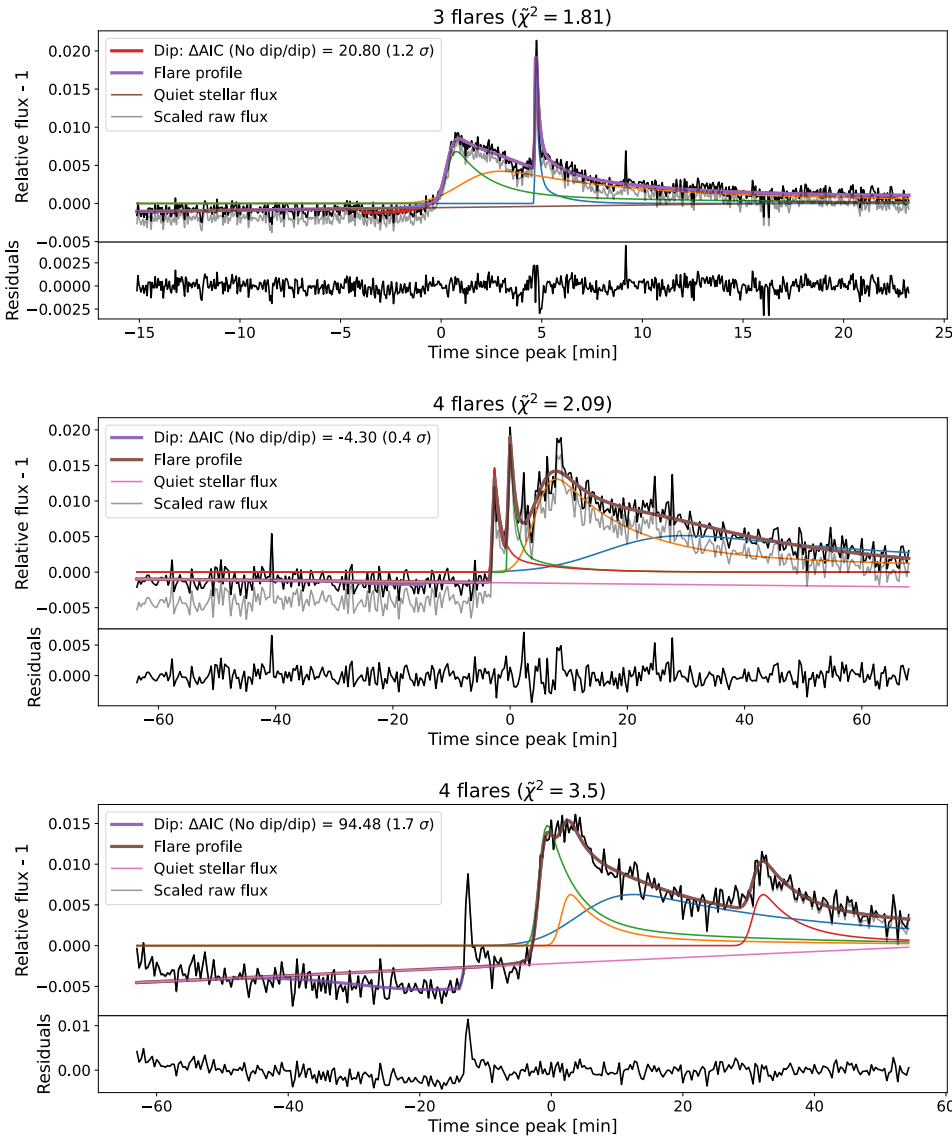 3 flares (χ̃² = 1.81)
Dip: ΔAIC (No dip/dip) = 20.80 (1.2 σ)
Flare profile
Quiet stellar flux
Scaled raw flux
Relative flux - 1
0.020
0.015
0.010
0.005
0.000
−0.005
Residuals
0.0025
0.0000
−0.0025
−15 −10 −5 0 5 10 15 20 25
Time since peak [min]
4 flares (χ̃² = 2.09)
Dip: ΔAIC (No dip/dip) = -4.30 (0.4 σ)
Flare profile
Quiet stellar flux
Scaled raw flux
Relative flux - 1
0.020
0.015
0.010
0.005
0.000
−0.005
Residuals
0.005
0.000
−60 −40 −20 0 20 40 60
Time since peak [min]
4 flares (χ̃² = 3.5)
Dip: ΔAIC (No dip/dip) = 94.48 (1.7 σ)
Flare profile
Quiet stellar flux
Scaled raw flux
Relative flux - 1
0.015
0.010
0.005
0.000
−0.005
Residuals
0.01
0.00
−60 −40 −20 0 20 40 60
Time since peak [min]